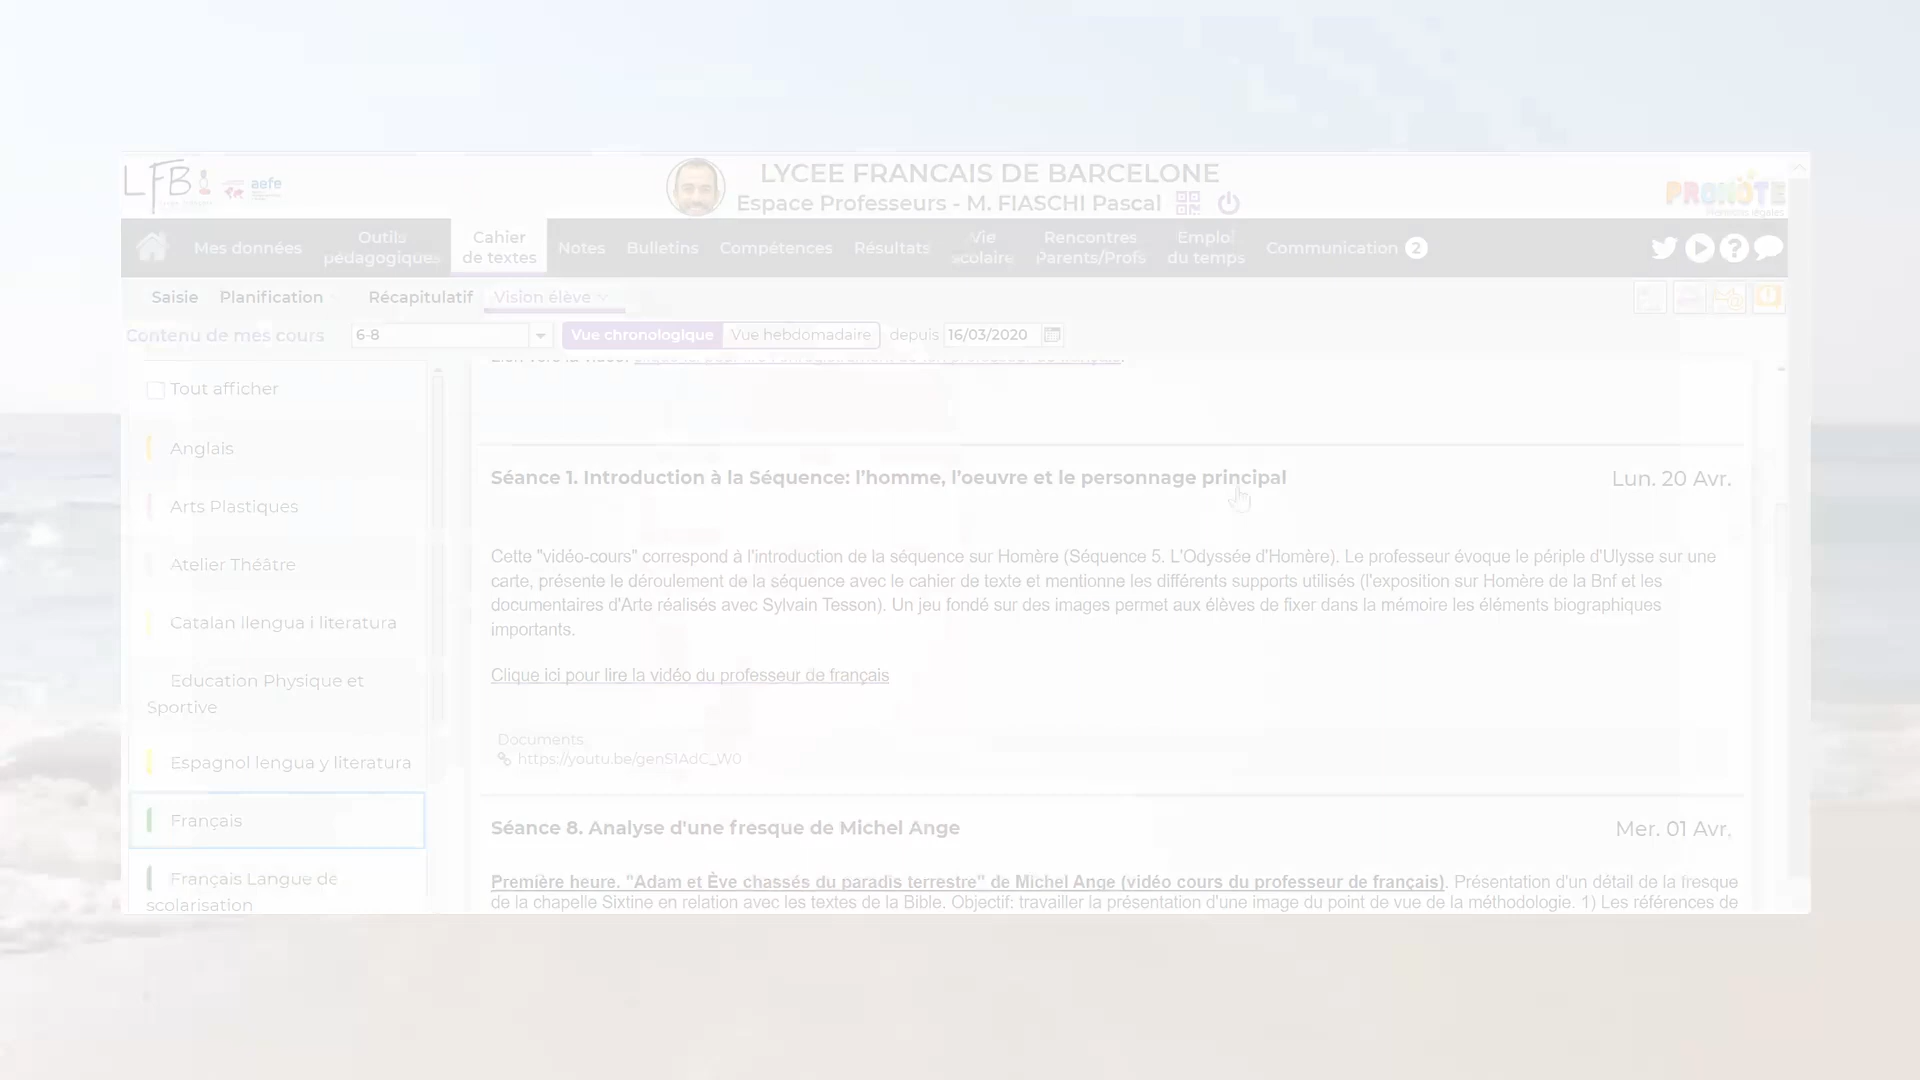 LFB
aefe
LYCEE FRANCAIS DE BARCELONE
Espace Professeurs - M. FIASCHI Pascal
PRONOTE
Mentions légales
Mes données
Outils pédagogiques
Cahier de textes
Notes
Bulletins
Compétences
Résultats
Vie scolaire
Rencontres Parents/Profs
Emploi du temps
Communication 2
Saisie
Planification
Récapitulatif
Vision élève
Contenu de mes cours
6-8
Vue chronologique
Vue hebdomadaire
depuis
16/03/2020
Tout afficher
Anglais
Arts Plastiques
Atelier Théâtre
Catalan llengua i literatura
Education Physique et
Sportive
Espagnol lengua y literatura
Français
Français Langue de
scolarisation
Séance 1. Introduction à la Séquence: l'homme, l'oeuvre et le personnage principal
Lun. 20 Avr.
Cette "vidéo-cours" correspond à l'introduction de la séquence sur Homère (Séquence 5. L'Odyssée d'Homère). Le professeur évoque le périple d'Ulysse sur une
carte, présente le déroulement de la séquence avec le cahier de texte et mentionne les différents supports utilisés (l'exposition sur Homère de la Bnf et les
documentaires d'Arte réalisés avec Sylvain Tesson). Un jeu fondé sur des images permet aux élèves de fixer dans la mémoire les éléments biographiques
importants.
Clique ici pour lire la vidéo du professeur de français
Documents
https://youtu.be/genS1AdC_W0
Séance 8. Analyse d'une fresque de Michel Ange
Mer. 01 Avr.
Première heure. "Adam et Ève chassés du paradis terrestre" de Michel Ange (vidéo cours du professeur de français). Présentation d'un détail de la fresque
de la chapelle Sixtine en relation avec les textes de la Bible. Objectif: travailler la présentation d'une image du point de vue de la méthodologie. 1) Les références de